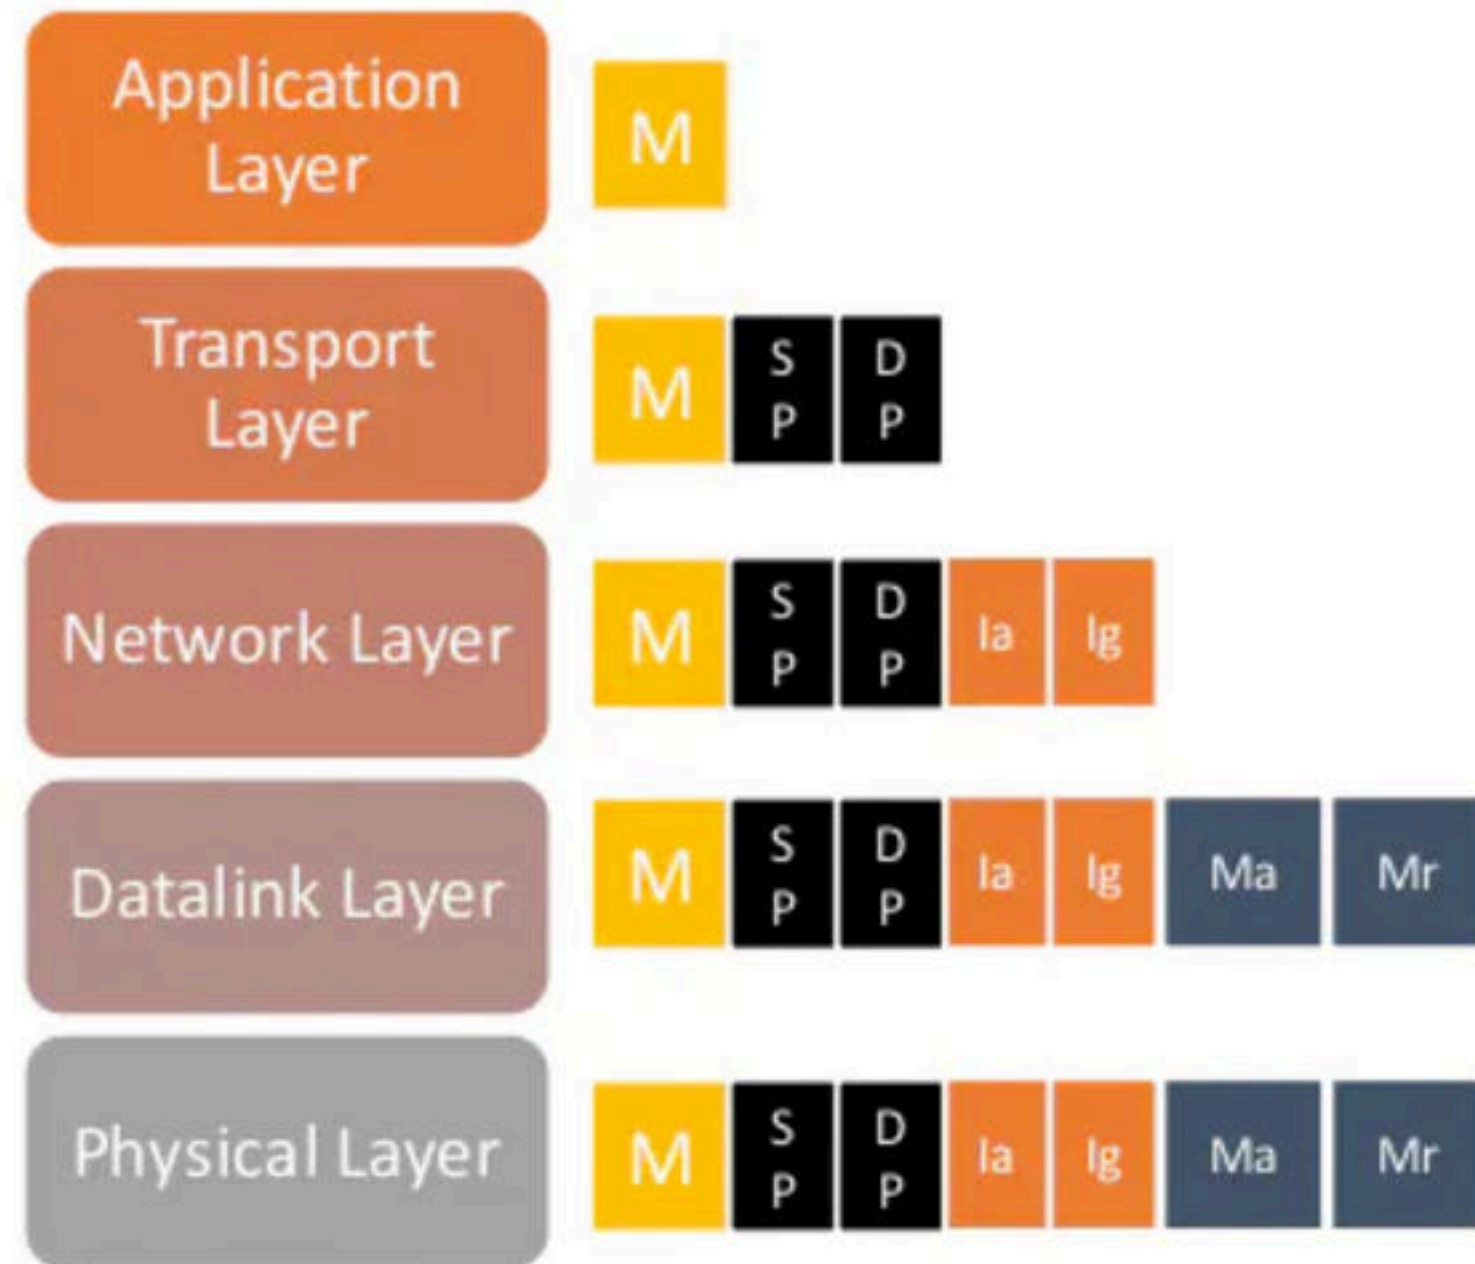 Application
Layer
M
Transport
Layer
M
S
P
D
P
Network Layer
M
S
P
D
P
Ia
Ig
Datalink Layer
M
S
P
D
P
Ia
Ig
Ma
Mr
Physical Layer
M
S
P
D
P
Ia
Ig
Ma
Mr